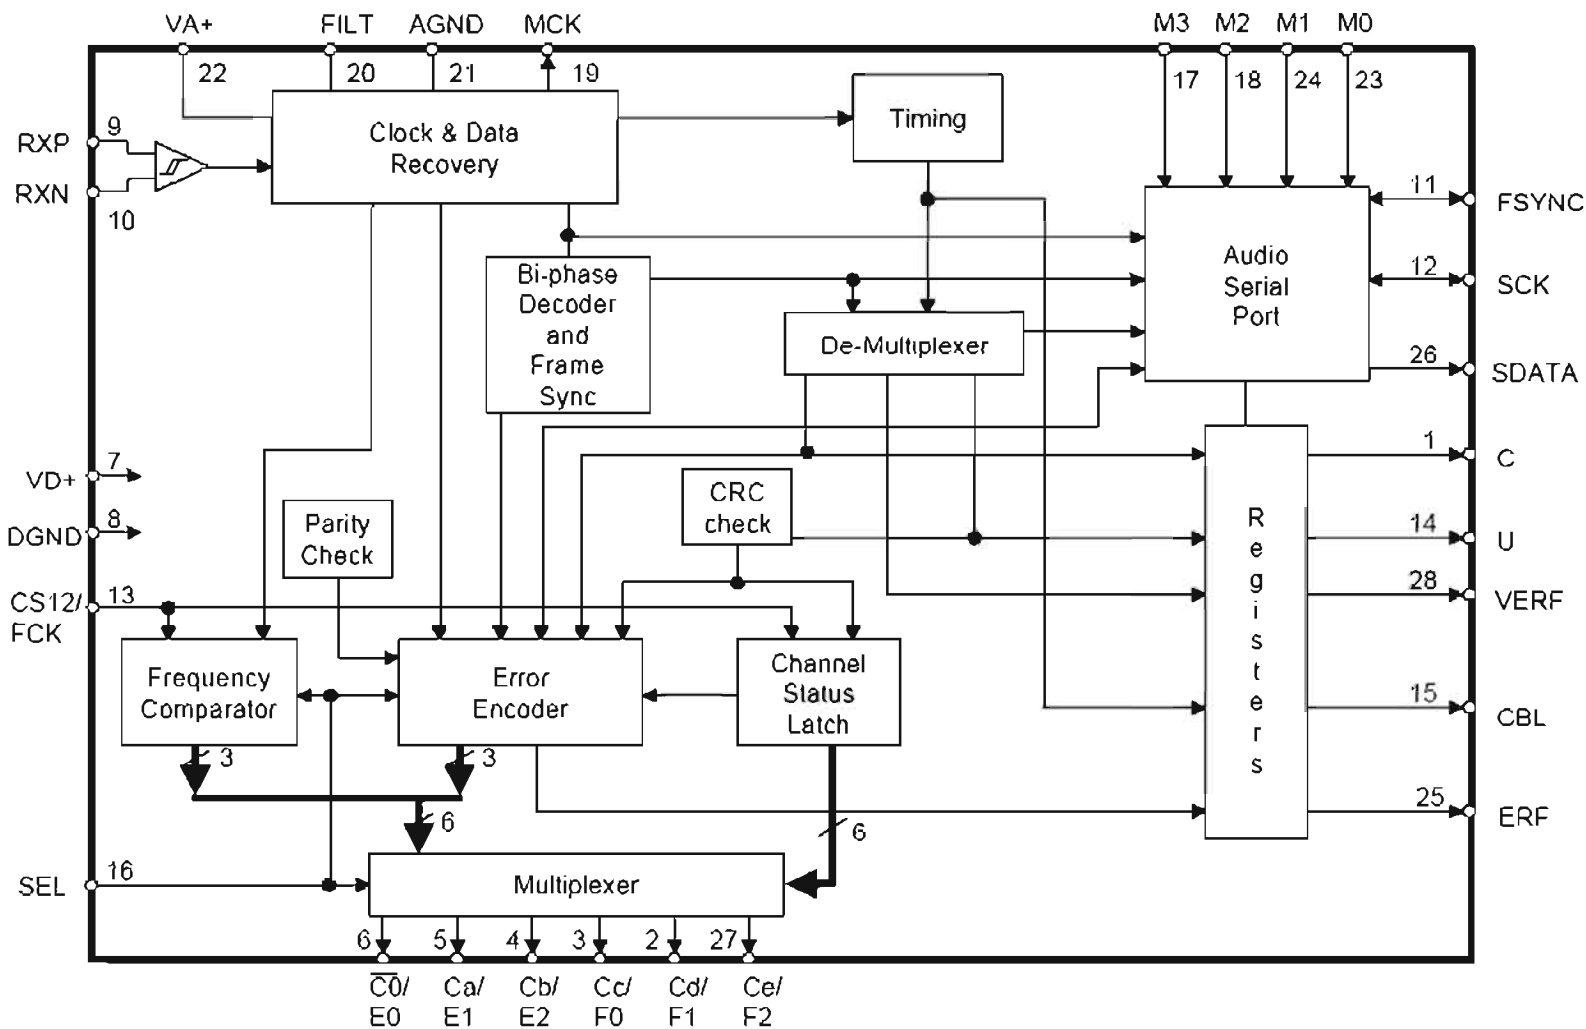 VA+ FILT AGND MCK M3 M2 M1 M0
22 20 21 19 17 18 24 23
Clock & Data
Recovery
Timing
RXP 9
RXN 10
11 FSYNC
Audio
Serial
Port
12 SCK
26 SDATA
Bi-phase
Decoder
and
Frame
Sync
De-Multiplexer
VD+ 7
DGND 8
CS12/ 13
FCK
Parity
Check
CRC
check
Registers
1 C
14 U
28 VERF
15 CBL
25 ERF
Frequency
Comparator
Error
Encoder
Channel
Status
Latch
3 3
6 6
SEL 16
Multiplexer
6 5 4 3 2 27
C0/ Ca/ Cb/ Cc/ Cd/ Ce/
E0 E1 E2 F0 F1 F2